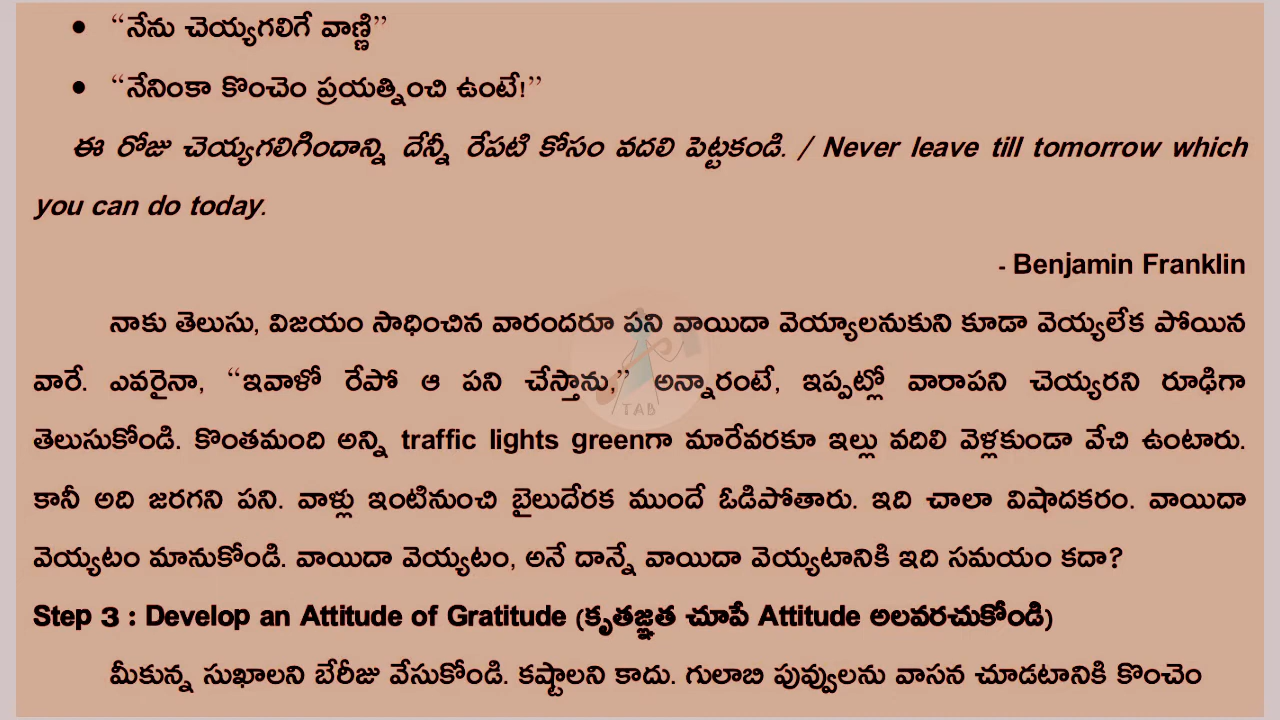 • “నేను చెయ్యగలిగే వాణ్ణి”
• “నేనింకా కొంచెం ప్రయత్నించి ఉంటే!”
ఈ రోజు చెయ్యగలిగిందాన్ని దేన్నీ రేపటి కోసం వదలి పెట్టకండి. / Never leave till tomorrow which
you can do today.
- Benjamin Franklin
నాకు తెలుసు, విజయం సాధించిన వారందరూ పని వాయిదా వెయ్యాలనుకుని కూడా వెయ్యలేక పోయిన
వారే. ఎవరైనా, “ఇవాళో రేపో ఆ పని చేస్తాను,” అన్నారంటే, ఇప్పట్లో వారాపని చెయ్యరని రూఢిగా
తెలుసుకోండి. కొంతమంది అన్ని traffic lights greenగా మారేవరకూ ఇల్లు వదిలి వెళ్లకుండా వేచి ఉంటారు.
కానీ అది జరగని పని. వాళ్లు ఇంటినుంచి బైలుదేరక ముందే ఓడిపోతారు. ఇది చాలా విషాదకరం. వాయిదా
వెయ్యటం మానుకోండి. వాయిదా వెయ్యటం, అనే దాన్నే వాయిదా వెయ్యటానికి ఇది సమయం కదా?
Step 3 : Develop an Attitude of Gratitude (కృతజ్ఞత చూపే Attitude అలవరచుకోండి)
మీకున్న సుఖాలని బేరీజు వేసుకోండి. కష్టాలని కాదు. గులాబి పువ్వులను వాసన చూడటానికి కొంచెం
TAB